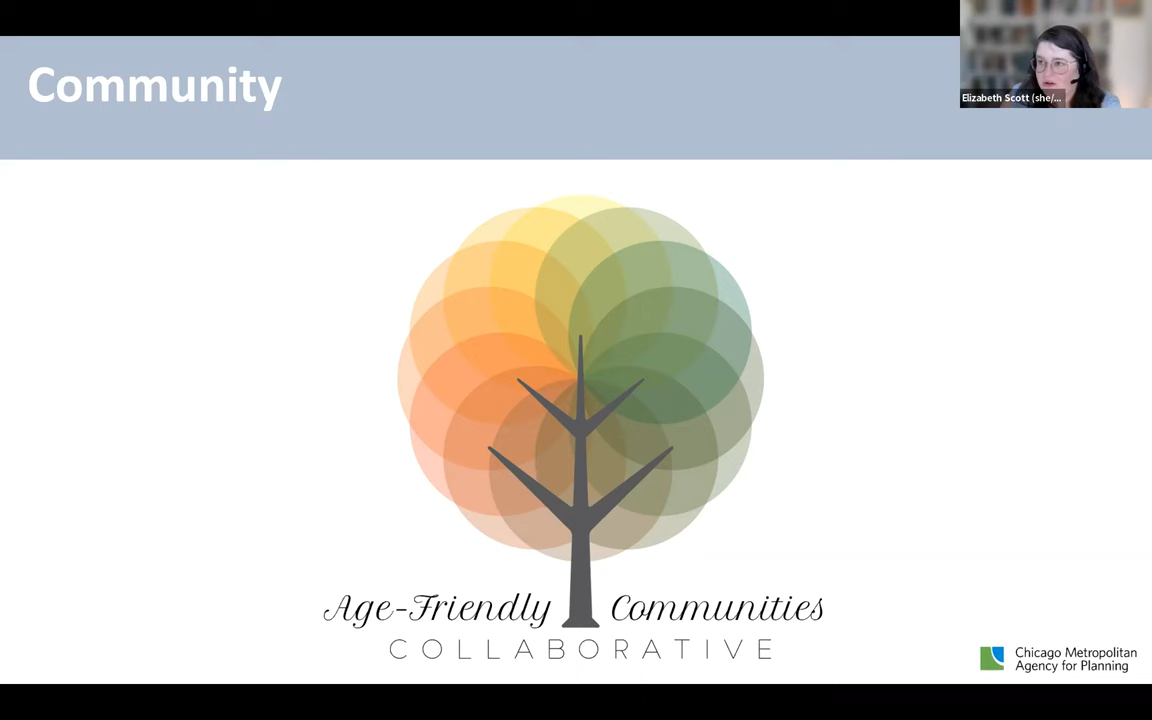 Community
Elizabeth Scott (she/...
Age-Friendly Communities
COLLABORATIVE
Chicago Metropolitan
Agency for Planning